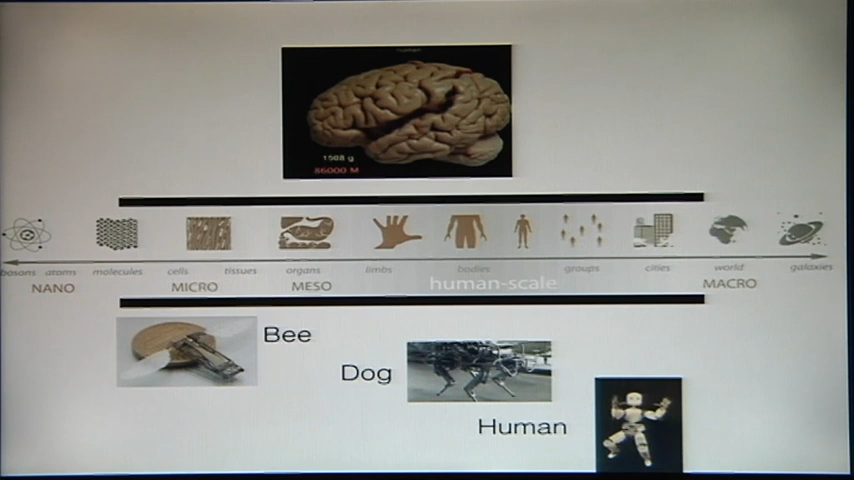 human
1508 g
86000 M
bosons atoms molecules cells tissues organs limbs bodies groups cities world galaxies
NANO MICRO MESO human-scale MACRO
Bee
Dog
Human